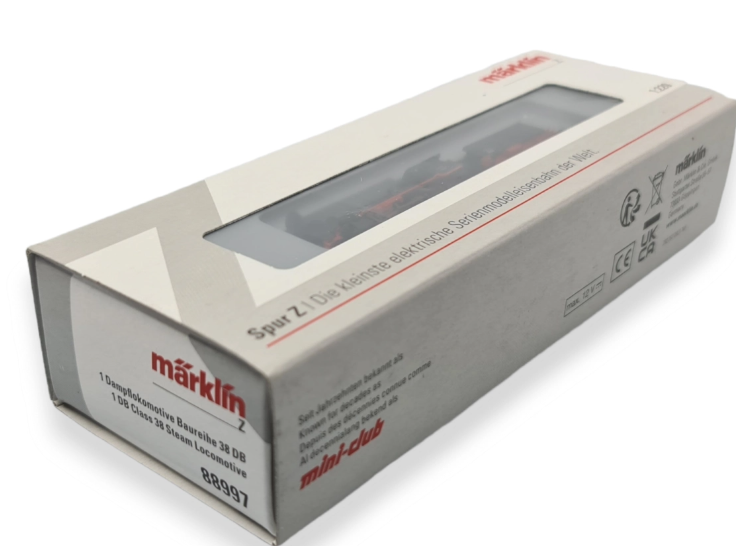 märklin
Z
1:220
Spur Z | Die kleinste elektrische Serienmodelleisenbahn der Welt.
märklin
Z
1 Dampflokomotive Baureihe 38 DB
1 DB Class 38 Steam Locomotive
88997
Seit Jahrzehnten bekannt als
Known for decades as
Depuis des décennies connue comme
Al decennialang bekend als
mini-club
max. 10 V
CE
UK
CA
märklin